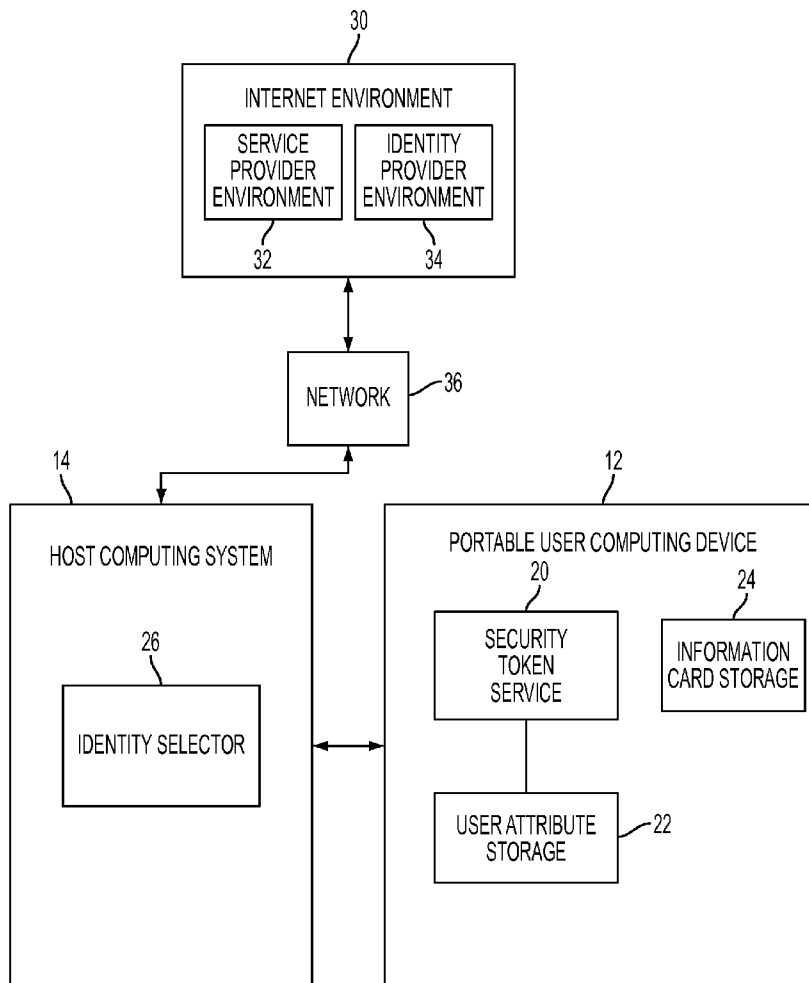 30
INTERNET ENVIRONMENT
SERVICE
PROVIDER
ENVIRONMENT
IDENTITY
PROVIDER
ENVIRONMENT
32
34
NETWORK
36
14
HOST COMPUTING SYSTEM
26
IDENTITY SELECTOR
12
PORTABLE USER COMPUTING DEVICE
20
SECURITY
TOKEN
SERVICE
24
INFORMATION
CARD STORAGE
USER ATTRIBUTE
STORAGE
22